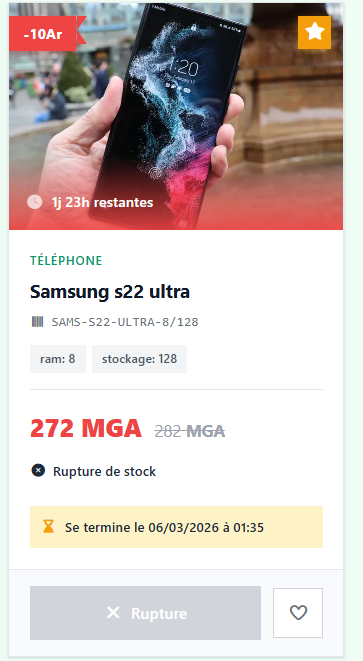 -10Ar
1:20
1j 23h restantes
TÉLÉPHONE
Samsung s22 ultra
SAMS-S22-ULTRA-8/128
ram: 8
stockage: 128
272 MGA 282 MGA
Rupture de stock
Se termine le 06/03/2026 à 01:35
Rupture